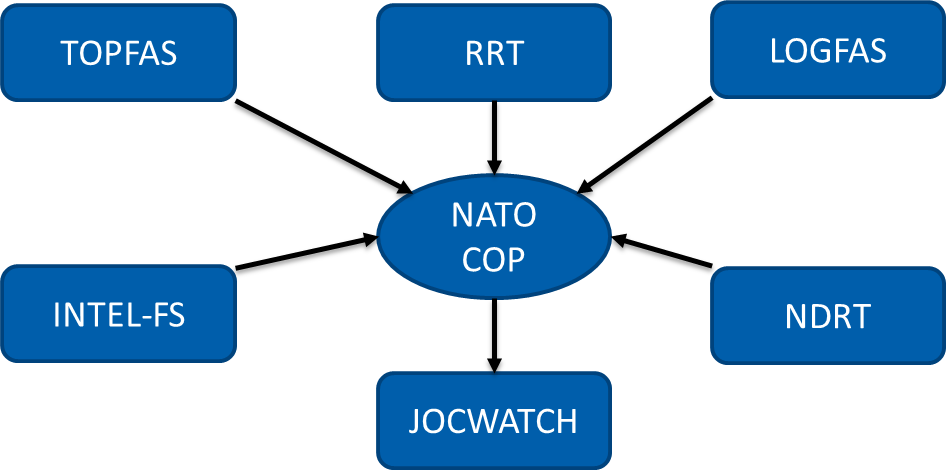 TOPFAS
RRT
LOGFAS
NATO
COP
INTEL-FS
NDRT
JOCWATCH